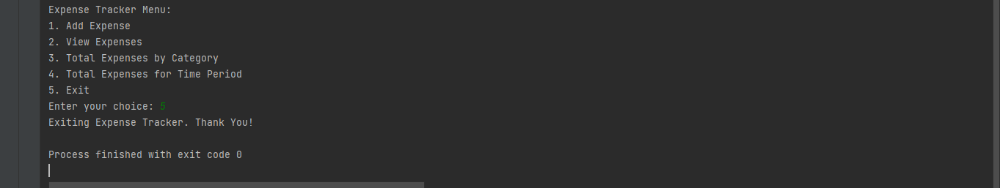 Expense Tracker Menu:
1. Add Expense
2. View Expenses
3. Total Expenses by Category
4. Total Expenses for Time Period
5. Exit
Enter your choice: 5
Exiting Expense Tracker. Thank You!
Process finished with exit code 0